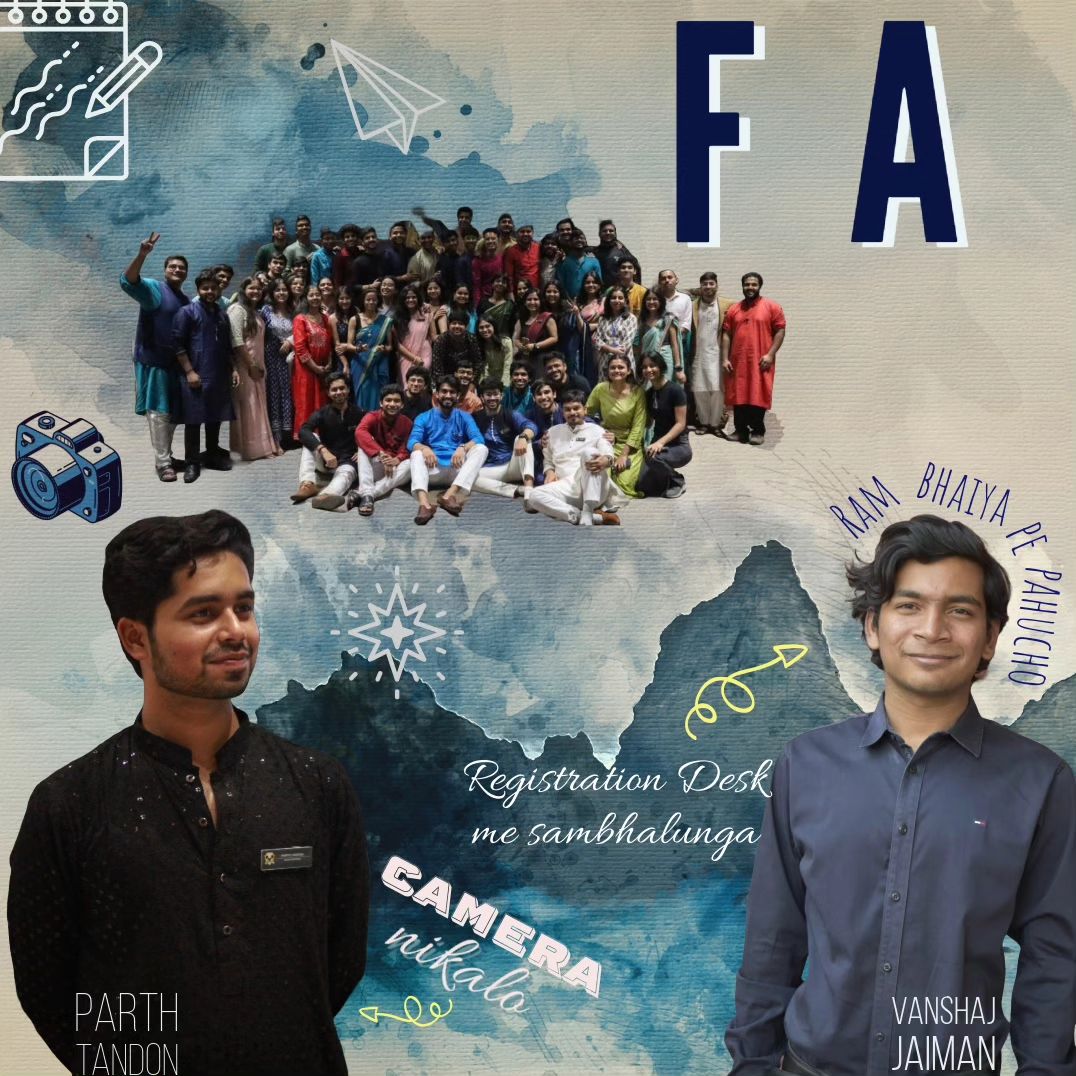 F A
RAM BHAIYA PE PAHUCHO
Registration Desk
me sambhalunga
CAMERA
nikalo
PARTH
TANDON
VANSHAJ
JAIMAN